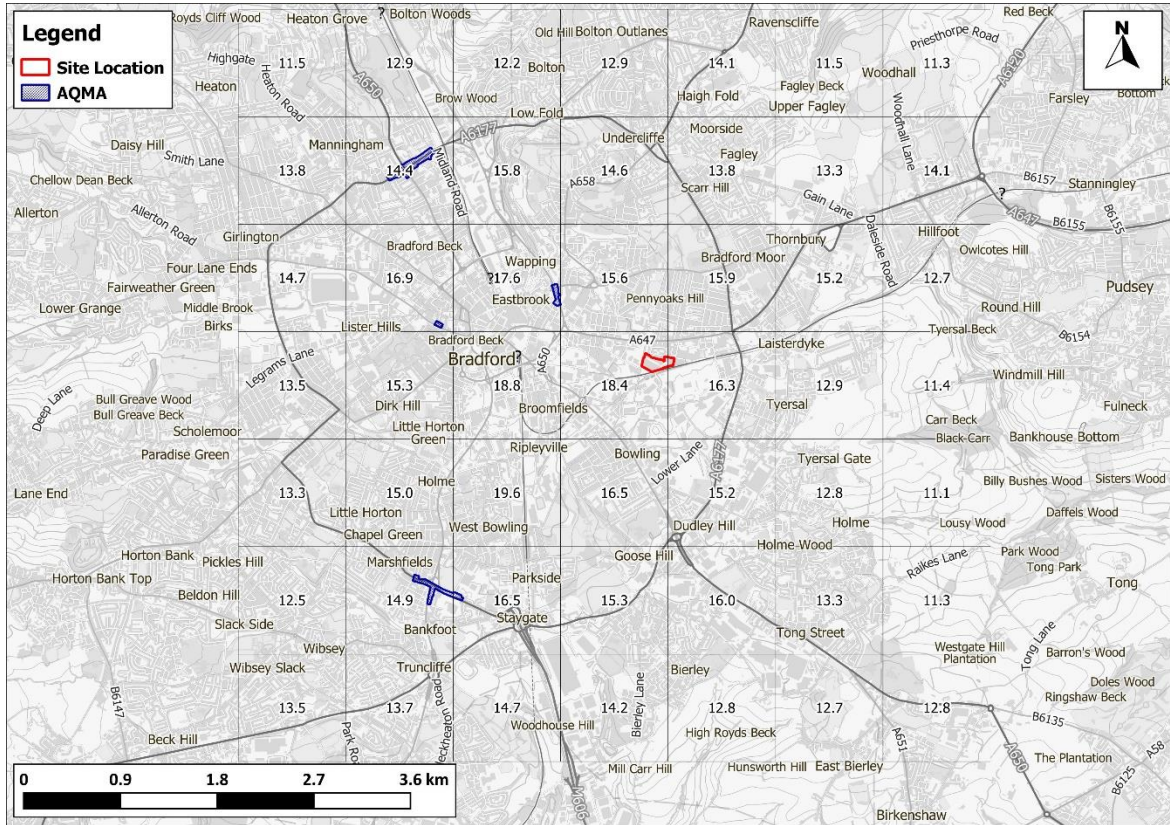 Legend
Site Location
AQMA
N
Royds Cliff Wood
Heaton Grove
?
Bolton Woods
Old Hill
Bolton Outlanes
Ravenscliffe
Red Beck
Highgate
11.5
12.9
12.2
12.9
14.1
11.5
11.3
Priesthorpe Road
A6120
A650
Bolton
Woodhall
Heaton
Heaton Road
Brow Wood
Haigh Fold
Fagley Beck
Upper Fagley
Farsley
Bottom
Low Fold
Woodhall Lane
A6177
Undercliffe
Moorside
Daisy Hill
Manningham
Midland Road
Fagley
Smith Lane
13.8
14.4
15.8
14.6
13.8
13.3
14.1
B6157
Chellow Dean Beck
A658
Scarr Hill
Stanningley
?
Allerton
Allerton Road
Gain Lane
A647
B6155
B6155
Girlington
Daleside Road
Hillfoot
Bradford Beck
Wapping
Thornbury
Owlcotes Hill
Four Lane Ends
Bradford Moor
14.7
16.9
?
17.6
15.6
15.9
15.2
12.7
Fairweather Green
Pudsey
Lower Grange
Middle Brook
Eastbrook
Pennyoaks Hill
Round Hill
Birks
Lister Hills
Tyersal Beck
Bradford Beck
A647
Laisterdyke
B6154
Bradford
?
A650
Legrams Lane
Windmill Hill
13.5
15.3
18.8
18.4
16.3
12.9
11.4
Deep Lane
Bull Greave Wood
Dirk Hill
Broomfields
Tyersal
Fulneck
Bull Greave Beck
Little Horton
Green
Carr Beck
Scholemoor
Black Carr
Bankhouse Bottom
Paradise Green
Ripleyville
Bowling
Lower Lane
A6177
Tyersal Gate
Lane End
Holme
Billy Bushes Wood
Sisters Wood
13.3
15.0
19.6
16.5
15.2
12.8
11.1
Little Horton
West Bowling
Dudley Hill
Holme
Lousy Wood
Daffels Wood
Chapel Green
Horton Bank
Pickles Hill
Marshfields
Goose Hill
Holme Wood
Raikes Lane
Park Wood
Tong Park
Horton Bank Top
Parkside
Tong
Beldon Hill
12.5
14.9
16.5
15.3
16.0
13.3
11.3
Slack Side
Bankfoot
Staygate
Tong Street
Wibsey
Westgate Hill
Plantation
Tong Lane
Barron's Wood
Wibsey Slack
Truncliffe
Bierley
Doles Wood
Ringshaw Beck
B6147
13.5
13.7
14.7
14.2
12.8
12.7
12.8
B6135
Beck Hill
Woodhouse Hill
Bierley Lane
High Royds Beck
A651
A650
A58
The Plantation
B6125
Mill Carr Hill
Hunsworth Hill
East Bierley
M606
Birkenshaw
0
0.9
1.8
2.7
3.6 km